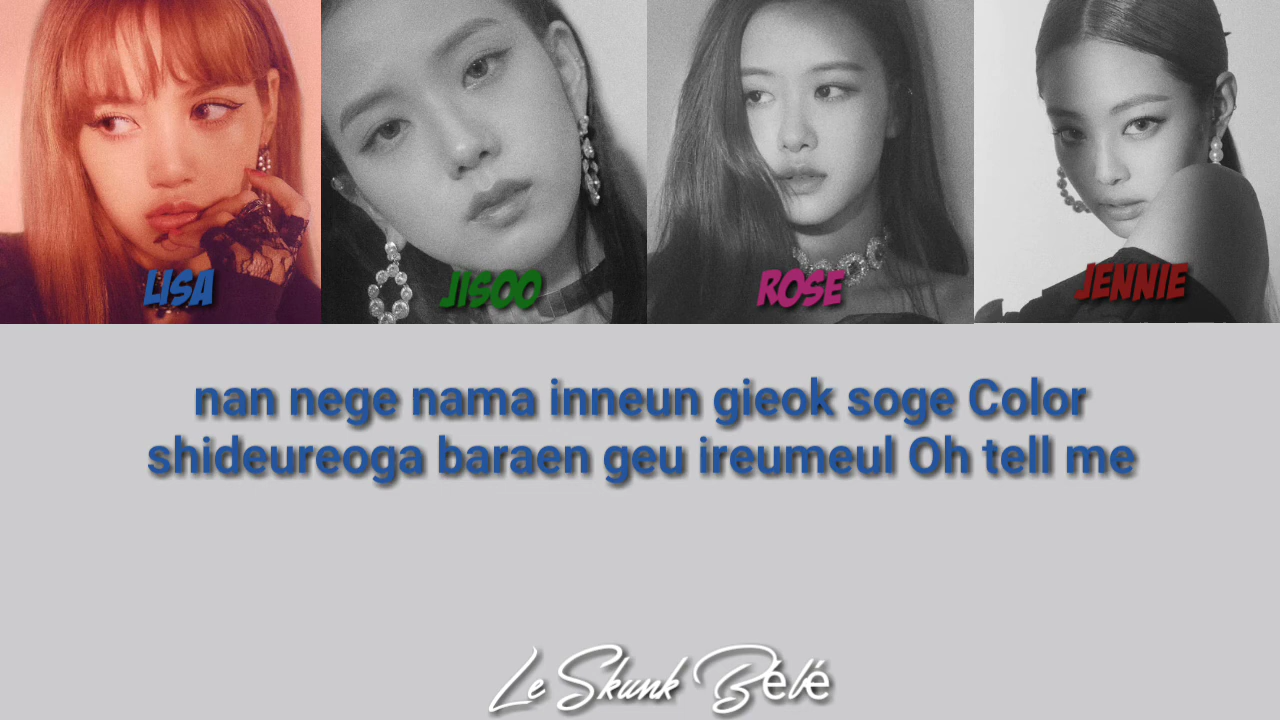 LISA
JISOO
ROSE
JENNIE
nan nege nama inneun gieok soge Color
shideureoga baraen geu ireumeul Oh tell me
Le Skunk Bélé